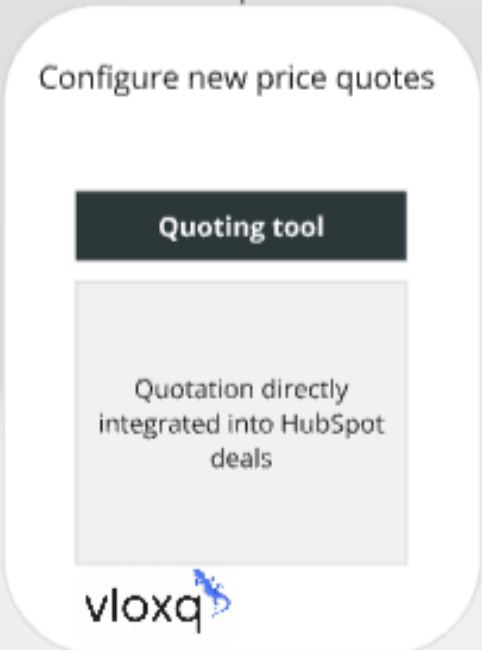 Configure new price quotes
Quoting tool
Quotation directly
integrated into HubSpot
deals
vloxq